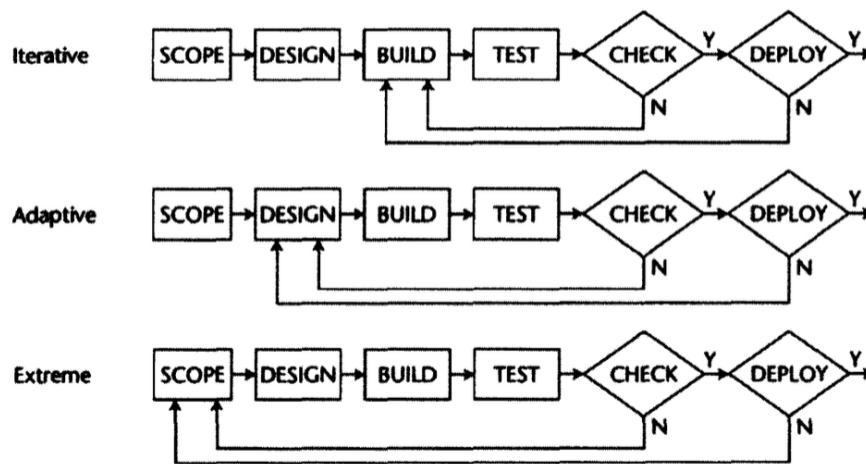 Iterative SCOPE DESIGN BUILD TEST CHECK Y DEPLOY Y
N N
Adaptive SCOPE DESIGN BUILD TEST CHECK Y DEPLOY Y
N N
Extreme SCOPE DESIGN BUILD TEST CHECK Y DEPLOY Y
N N